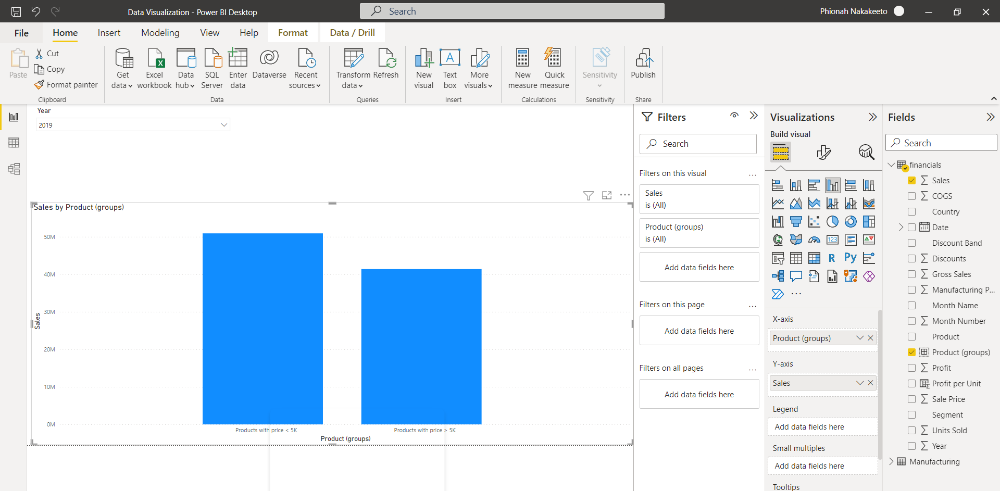 Data Visualization - Power BI Desktop
Search
Phionah Nakakeeto
File
Home
Insert
Modeling
View
Help
Format
Data / Drill
Paste
Cut
Copy
Format painter
Clipboard
Get
data
Excel
workbook
Data
hub
SQL
Server
Enter
data
Dataverse
Recent
sources
Data
Transform
data
Refresh
Queries
New
visual
Text
box
More
visuals
Insert
New
measure
Quick
measure
Calculations
Sensitivity
Sensitivity
Publish
Share
Year
2019
Sales by Product (groups)
50M
40M
30M
20M
10M
0M
Sales
Products with price < 5K
Products with price > 5K
Product (groups)
Filters
Search
Filters on this visual
...
Sales
is (All)
Product (groups)
is (All)
Add data fields here
Filters on this page
...
Add data fields here
Filters on all pages
...
Add data fields here
Visualizations
Build visual
123
R
Py
...
X-axis
Product (groups)
Y-axis
Sales
Legend
Add data fields here
Small multiples
Add data fields here
Tooltips
Fields
Search
financials
Sales
COGS
Country
Date
Discount Band
Discounts
Gross Sales
Manufacturing P...
Month Name
Month Number
Product
Product (groups)
Profit
Profit per Unit
Sale Price
Segment
Units Sold
Year
Manufacturing